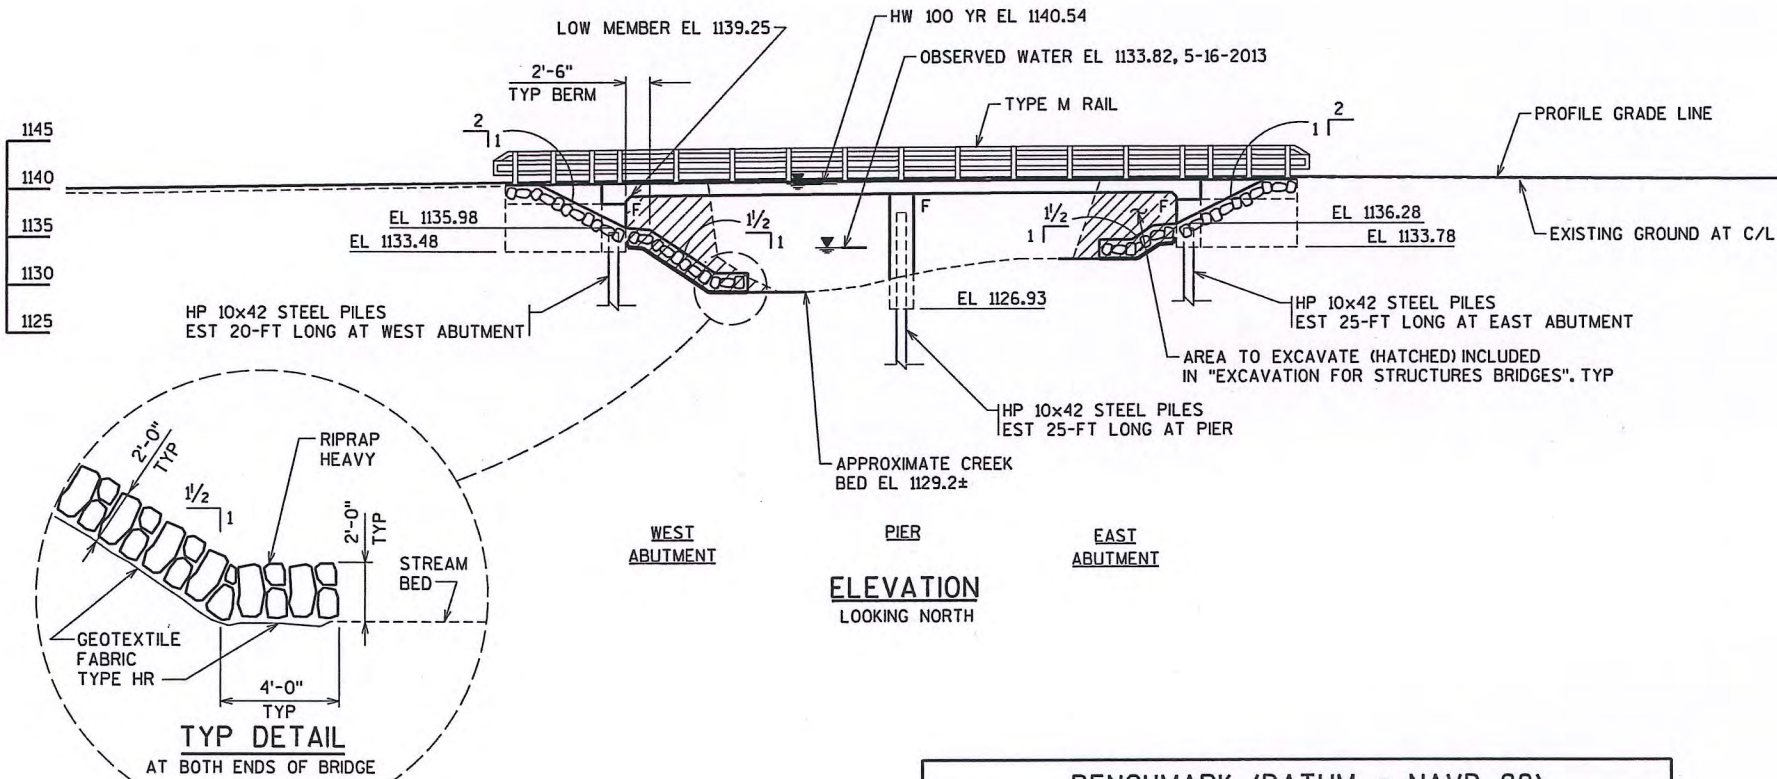 HW 100 YR EL 1140.54
LOW MEMBER EL 1139.25
OBSERVED WATER EL 1133.82, 5-16-2013
2'-6"
TYP BERM
TYPE M RAIL
PROFILE GRADE LINE
2
1
1
2
1145
1140
1135
1130
1125
F
F
F
1½
1
1½
1
EL 1135.98
EL 1133.48
EL 1136.28
EL 1133.78
EXISTING GROUND AT C/L
EL 1126.93
HP 10x42 STEEL PILES
EST 20-FT LONG AT WEST ABUTMENT
HP 10x42 STEEL PILES
EST 25-FT LONG AT EAST ABUTMENT
AREA TO EXCAVATE (HATCHED) INCLUDED
IN "EXCAVATION FOR STRUCTURES BRIDGES". TYP
HP 10x42 STEEL PILES
EST 25-FT LONG AT PIER
APPROXIMATE CREEK
BED EL 1129.2±
WEST
ABUTMENT
PIER
EAST
ABUTMENT
ELEVATION
LOOKING NORTH
2'-0"
TYP
RIPRAP
HEAVY
1½
1
2'-0"
TYP
STREAM
BED
GEOTEXTILE
FABRIC
TYPE HR
4'-0"
TYP
TYP DETAIL
AT BOTH ENDS OF BRIDGE